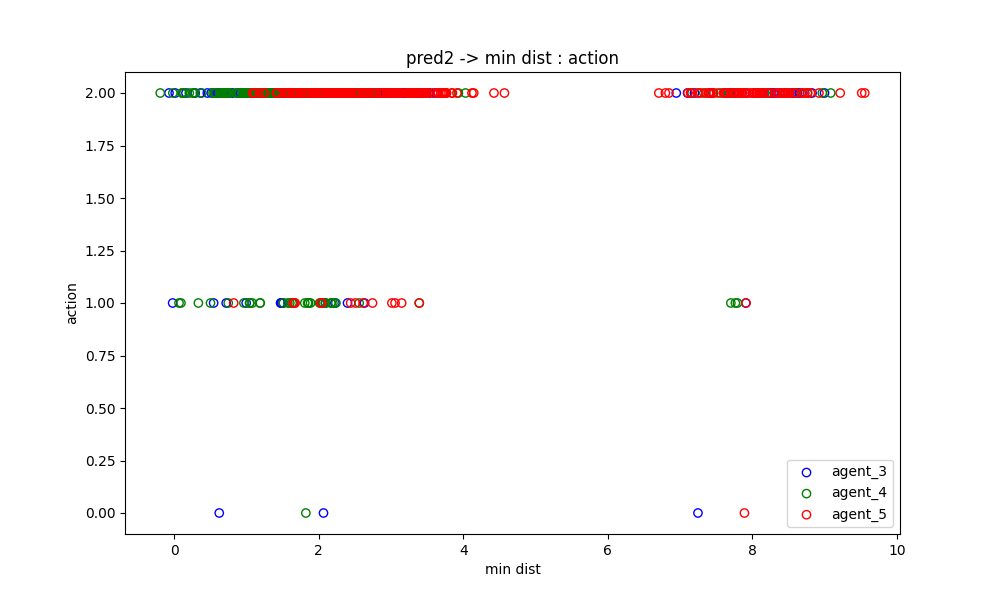 pred2 -> min dist : action
2.00
1.75
1.50
1.25
1.00
0.75
0.50
0.25
0.00
action
0
2
4
6
8
10
min dist
agent_3
agent_4
agent_5